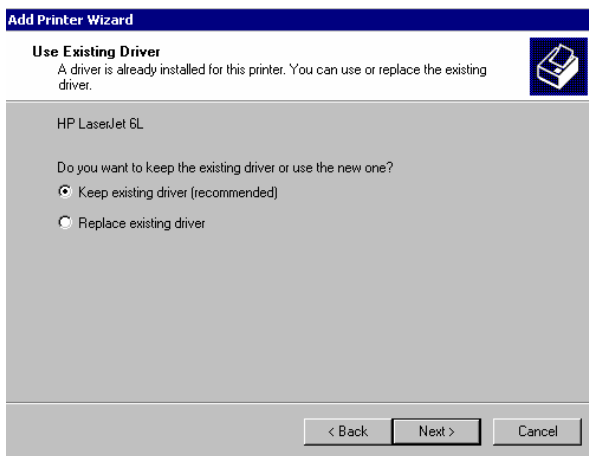 Add Printer Wizard
Use Existing Driver
A driver is already installed for this printer. You can use or replace the existing
driver.
HP LaserJet 6L
Do you want to keep the existing driver or use the new one?
Keep existing driver (recommended)
Replace existing driver
< Back Next > Cancel